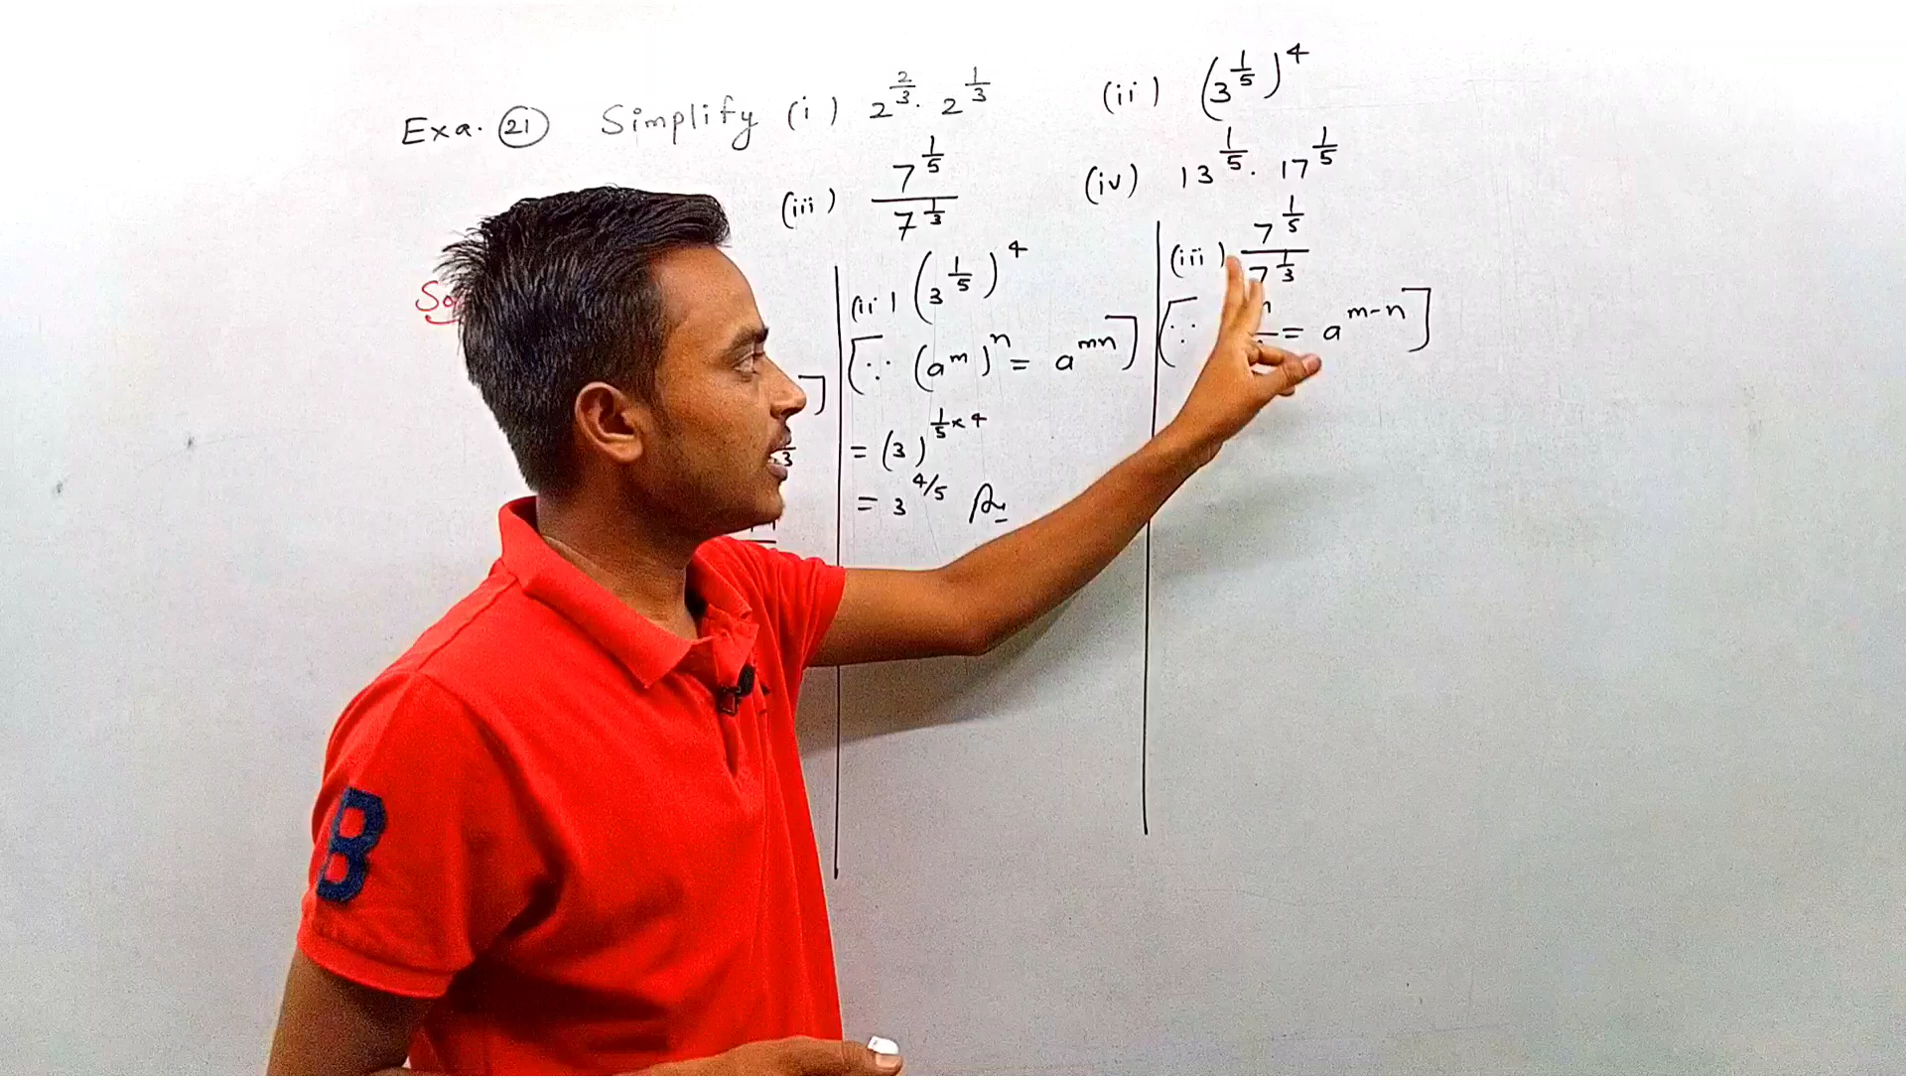 Exa. 21 Simplify (i) 2^{2/3} . 2^{1/3} (ii) (3^{1/5})^4
(iii) 7^{1/5} / 7^{1/3} (iv) 13^{1/5} . 17^{1/5}
(ii) (3^{1/5})^4
[∵ (a^m)^n = a^{mn}]
= (3)^{1/5 × 4}
= 3^{4/5}
(iii) 7^{1/5} / 7^{1/3}
[∵ = a^{m-n}]
B